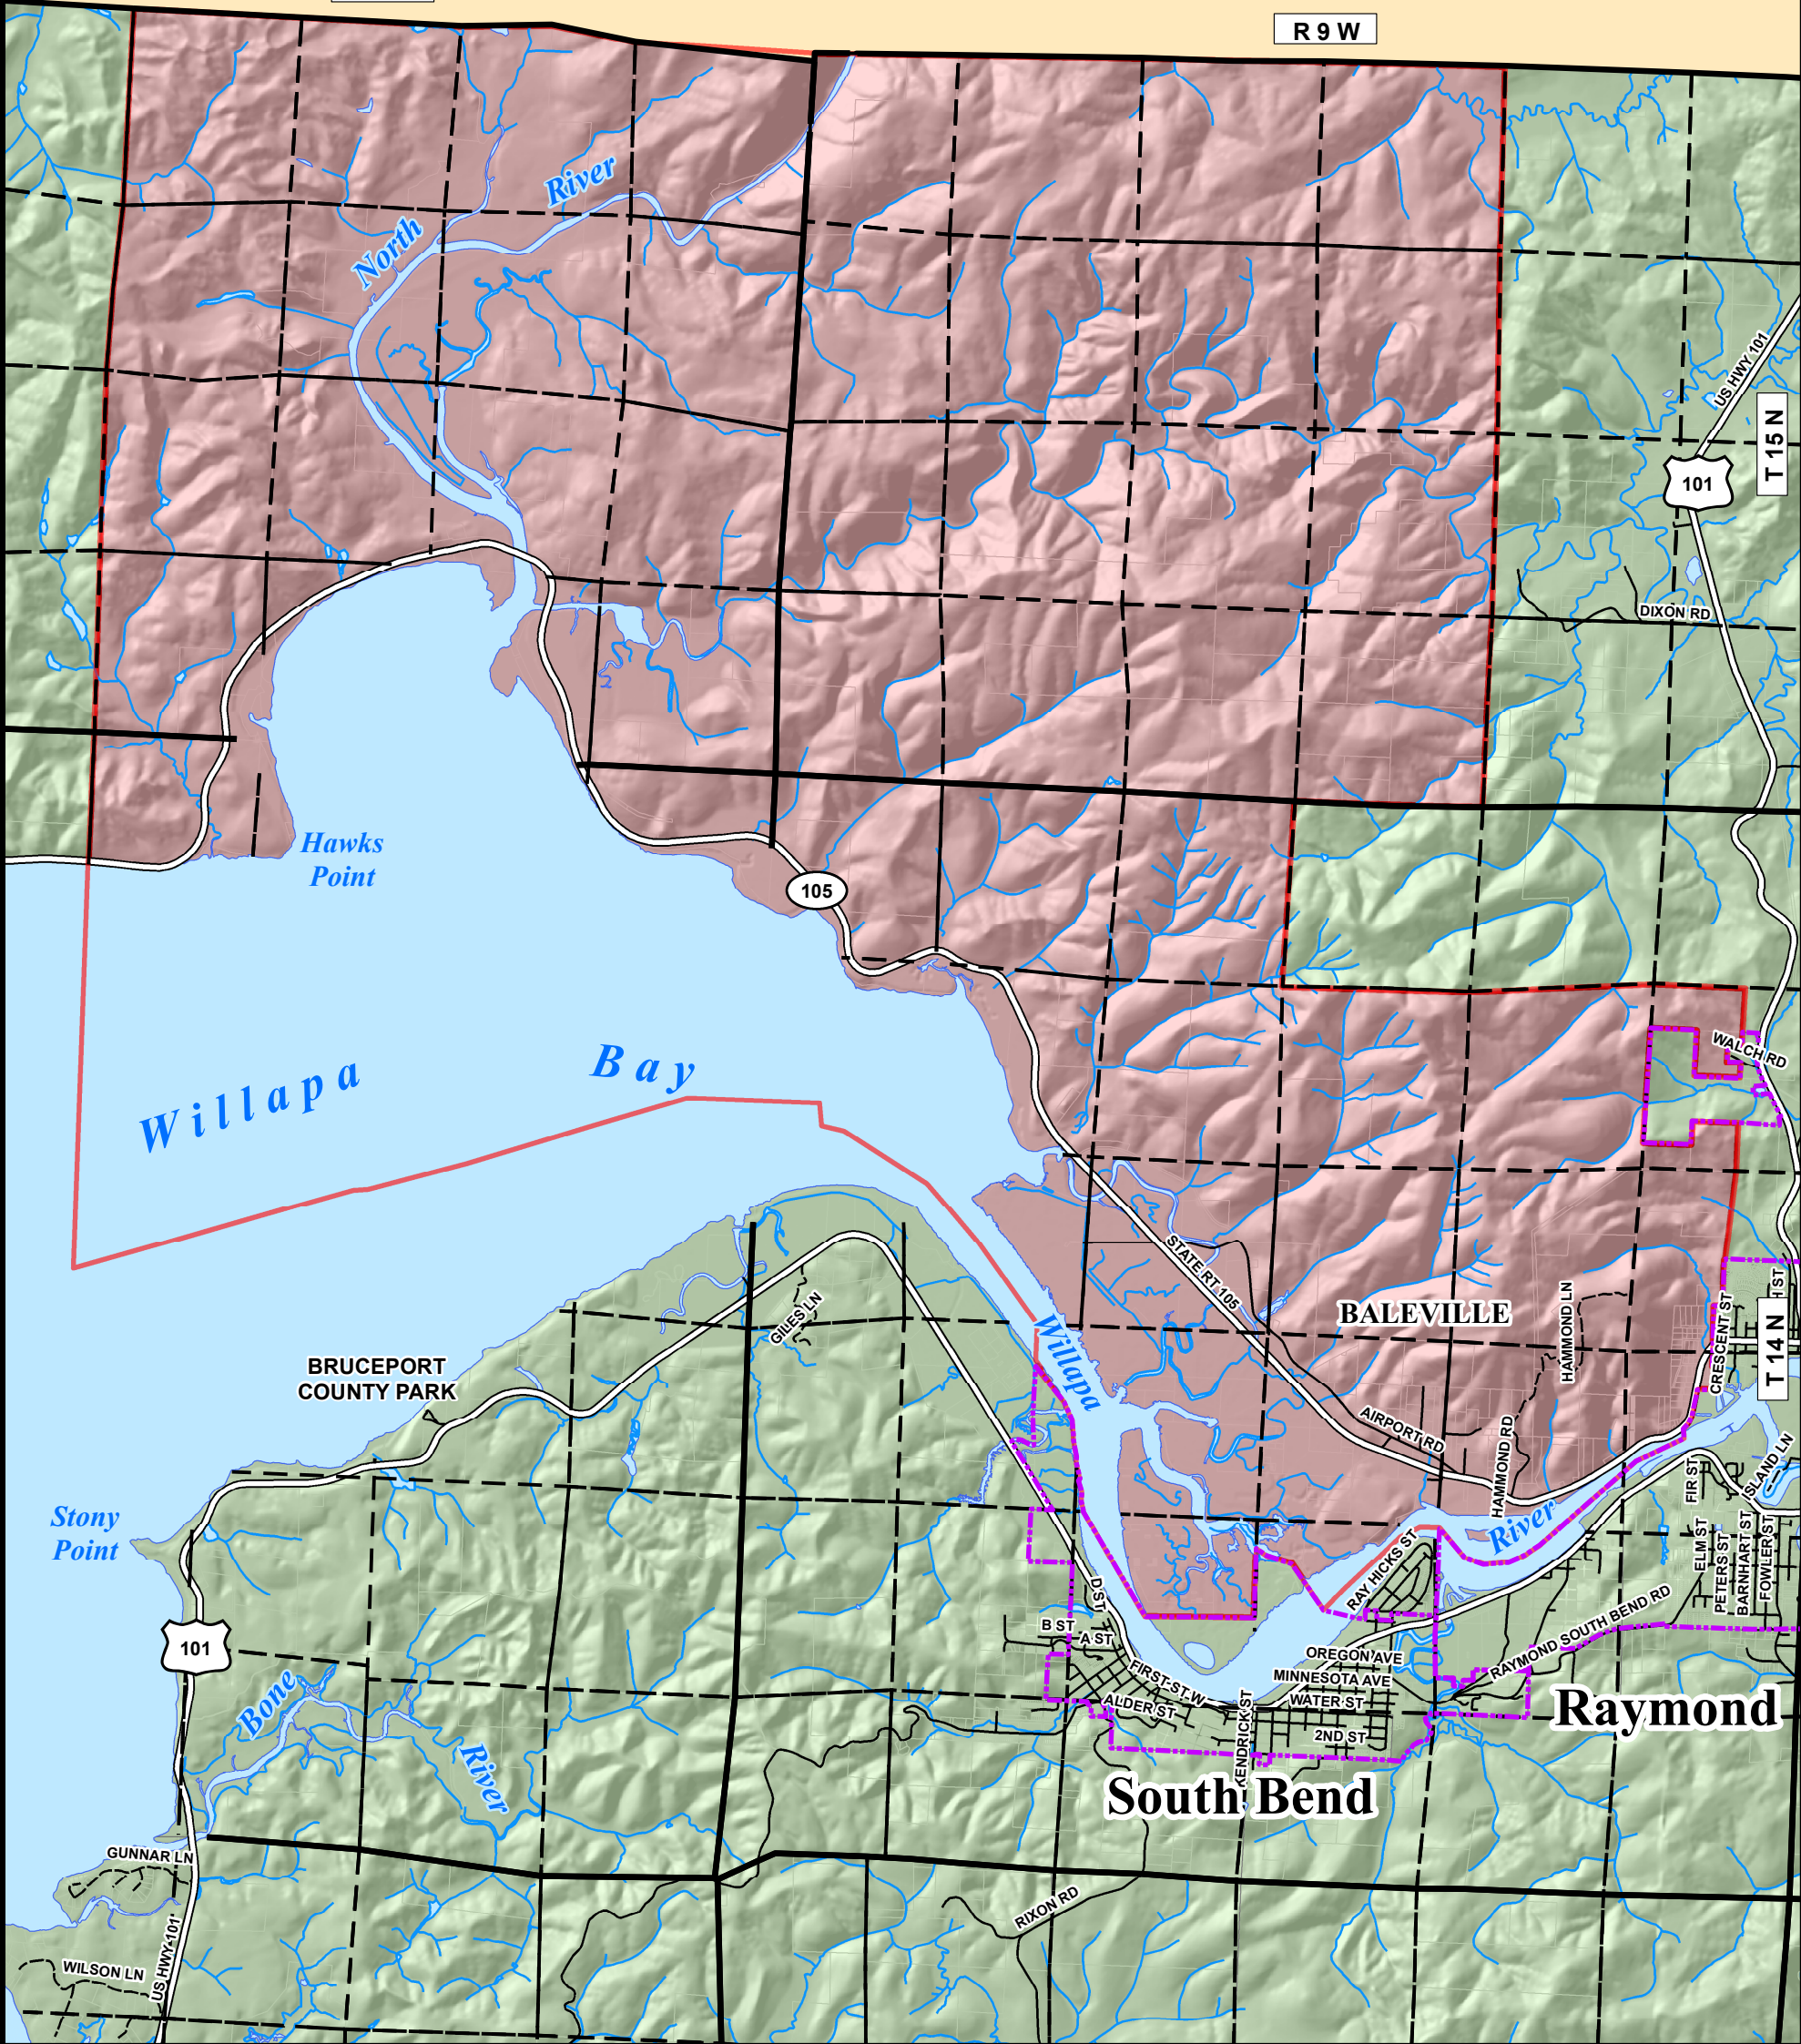 R 9 W
North
River
US HWY 101
T 15 N
101
DIXON RD
Hawks
Point
105
Willapa
Bay
WALCH RD
STATE RT 105
BALEVILLE
HAMMOND LN
CRESCENT ST
H ST
T 14 N
GILES LN
Willapa
BRUCEPORT
COUNTY PARK
AIRPORT RD
HAMMOND RD
FIRST
ISLAND LN
Stony
Point
River
RAY HICKS ST
ELM ST
PETERS ST
BARNHART ST
FOWLER ST
D ST
B ST
A ST
101
RAYMOND SOUTH BEND RD
OREGON AVE
MINNESOTA AVE
FIRST ST W
WATER ST
ALDER ST
2ND ST
KENDRICK ST
Raymond
Bone
River
South Bend
GUNNAR LN
RIXON RD
WILSON LN
US HWY 101